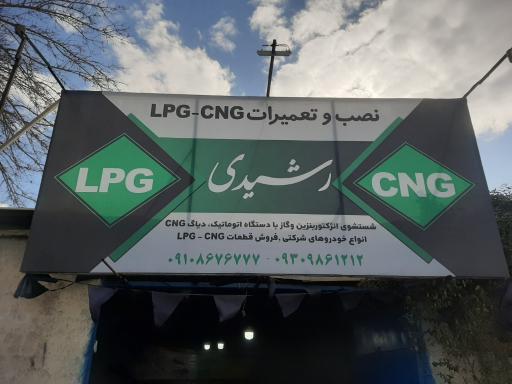 نصب و تعمیرات LPG-CNG
LPG
رشیدی
CNG
شستشوی انژکتوربنزین وگاز با دستگاه اتوماتیک، دیاگ CNG
انواع خودروهای شرکتی ,فروش قطعات LPG - CNG
۰۹۱۰۸۶۷۶۷۷۷ - ۰۹۳۰۹۸۶۱۲۱۲